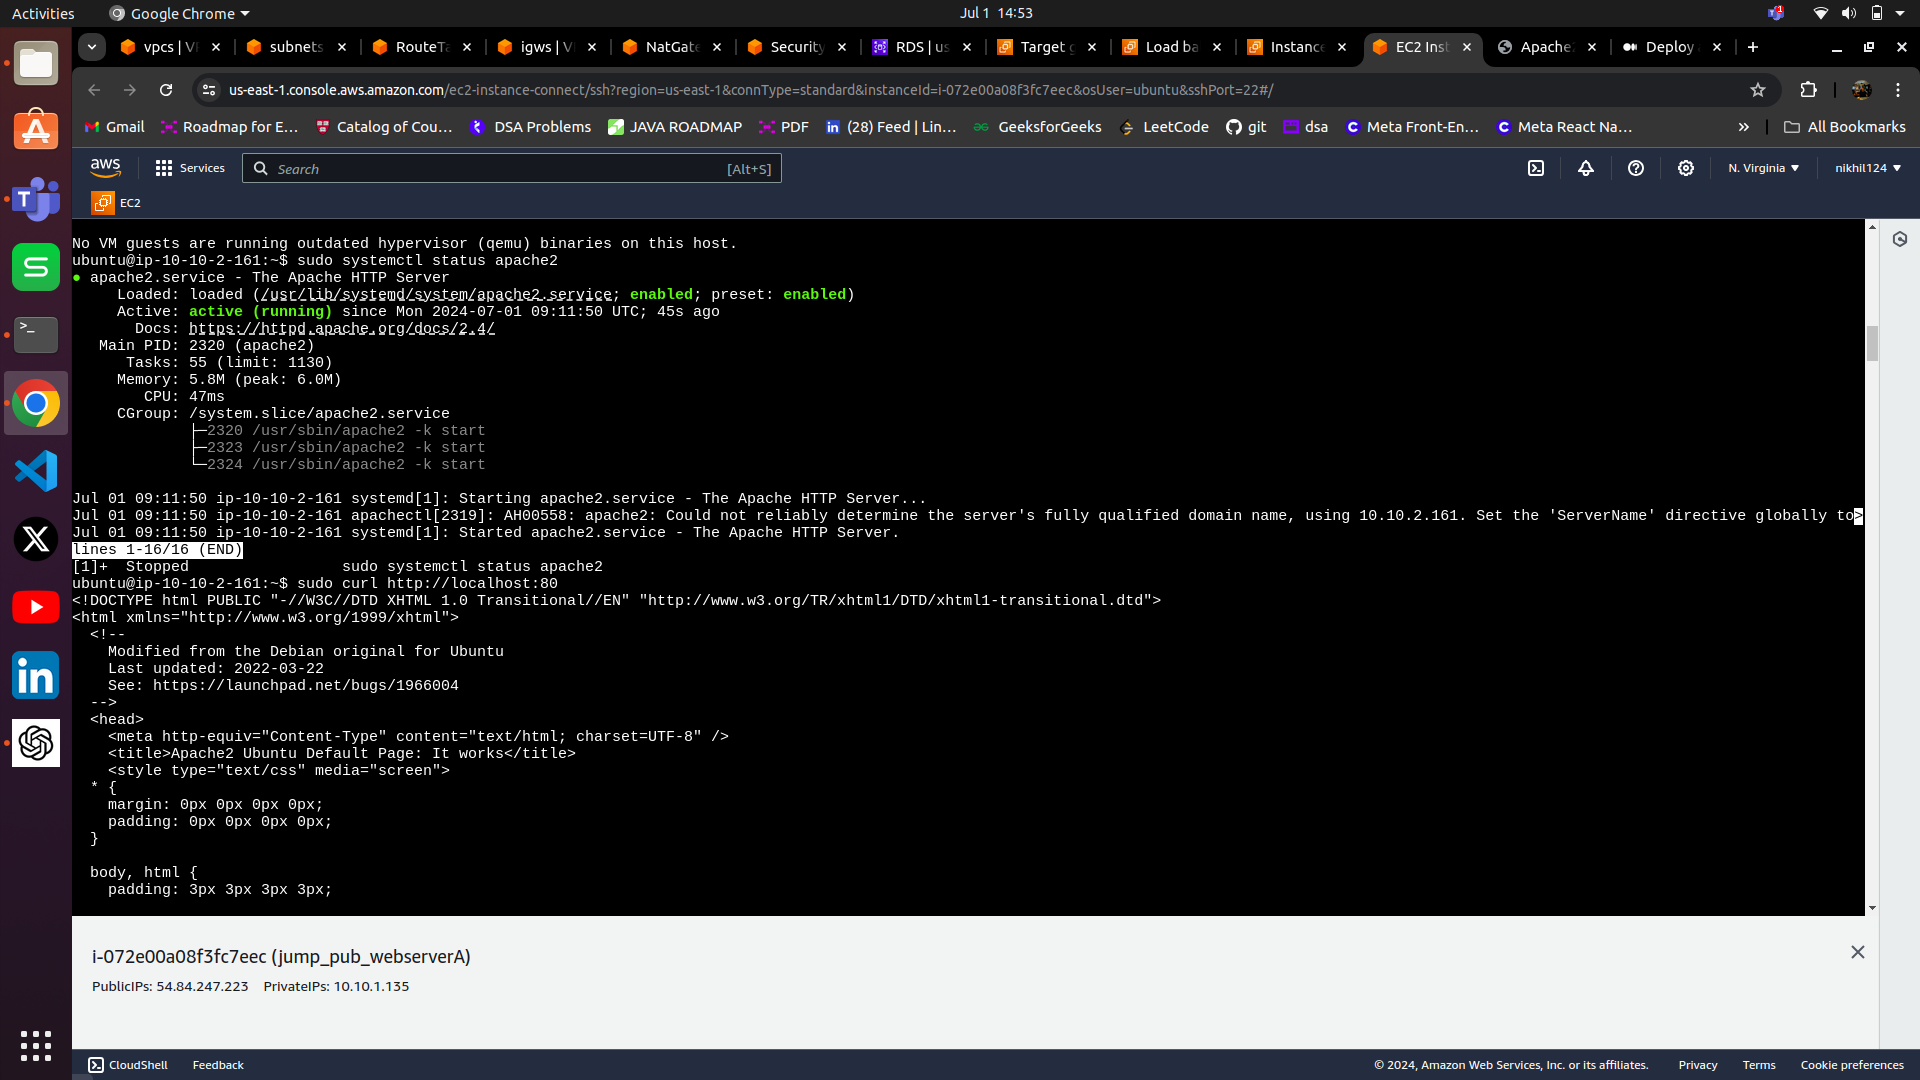 Activities
Google Chrome
Jul 1 14:53
1
vpcs | V
subnets
RouteTa
igws | V
NatGate
Security
RDS | us
Target g
Load ba
Instance
EC2 Inst
Apache2
Deploy
us-east-1.console.aws.amazon.com/ec2-instance-connect/ssh?region=us-east-1&connType=standard&instanceId=i-072e00a08f3fc7eec&osUser=ubuntu&sshPort=22#/
Gmail
Roadmap for E...
Catalog of Cou...
DSA Problems
JAVA ROADMAP
PDF
(28) Feed | Lin...
GeeksforGeeks
LeetCode
git
dsa
Meta Front-En...
Meta React Na...
»
All Bookmarks
aws
Services
Search
[Alt+S]
N. Virginia
nikhil124
EC2
No VM guests are running outdated hypervisor (qemu) binaries on this host.
ubuntu@ip-10-10-2-161:~$ sudo systemctl status apache2
● apache2.service - The Apache HTTP Server
Loaded: loaded (/usr/lib/systemd/system/apache2.service; enabled; preset: enabled)
Active: active (running) since Mon 2024-07-01 09:11:50 UTC; 45s ago
Docs: https://httpd.apache.org/docs/2.4/
Main PID: 2320 (apache2)
Tasks: 55 (limit: 1130)
Memory: 5.8M (peak: 6.0M)
CPU: 47ms
CGroup: /system.slice/apache2.service
├─2320 /usr/sbin/apache2 -k start
├─2323 /usr/sbin/apache2 -k start
└─2324 /usr/sbin/apache2 -k start
Jul 01 09:11:50 ip-10-10-2-161 systemd[1]: Starting apache2.service - The Apache HTTP Server...
Jul 01 09:11:50 ip-10-10-2-161 apachectl[2319]: AH00558: apache2: Could not reliably determine the server's fully qualified domain name, using 10.10.2.161. Set the 'ServerName' directive globally to>
Jul 01 09:11:50 ip-10-10-2-161 systemd[1]: Started apache2.service - The Apache HTTP Server.
lines 1-16/16 (END)
[1]+  Stopped                 sudo systemctl status apache2
ubuntu@ip-10-10-2-161:~$ sudo curl http://localhost:80
<!DOCTYPE html PUBLIC "-//W3C//DTD XHTML 1.0 Transitional//EN" "http://www.w3.org/TR/xhtml1/DTD/xhtml1-transitional.dtd">
<html xmlns="http://www.w3.org/1999/xhtml">
<!--
Modified from the Debian original for Ubuntu
Last updated: 2022-03-22
See: https://launchpad.net/bugs/1966004
-->
<head>
<meta http-equiv="Content-Type" content="text/html; charset=UTF-8" />
<title>Apache2 Ubuntu Default Page: It works</title>
<style type="text/css" media="screen">
* {
margin: 0px 0px 0px 0px;
padding: 0px 0px 0px 0px;
}
body, html {
padding: 3px 3px 3px 3px;
i-072e00a08f3fc7eec (jump_pub_webserverA)
PublicIPs: 54.84.247.223    PrivateIPs: 10.10.1.135
CloudShell
Feedback
© 2024, Amazon Web Services, Inc. or its affiliates.
Privacy
Terms
Cookie preferences